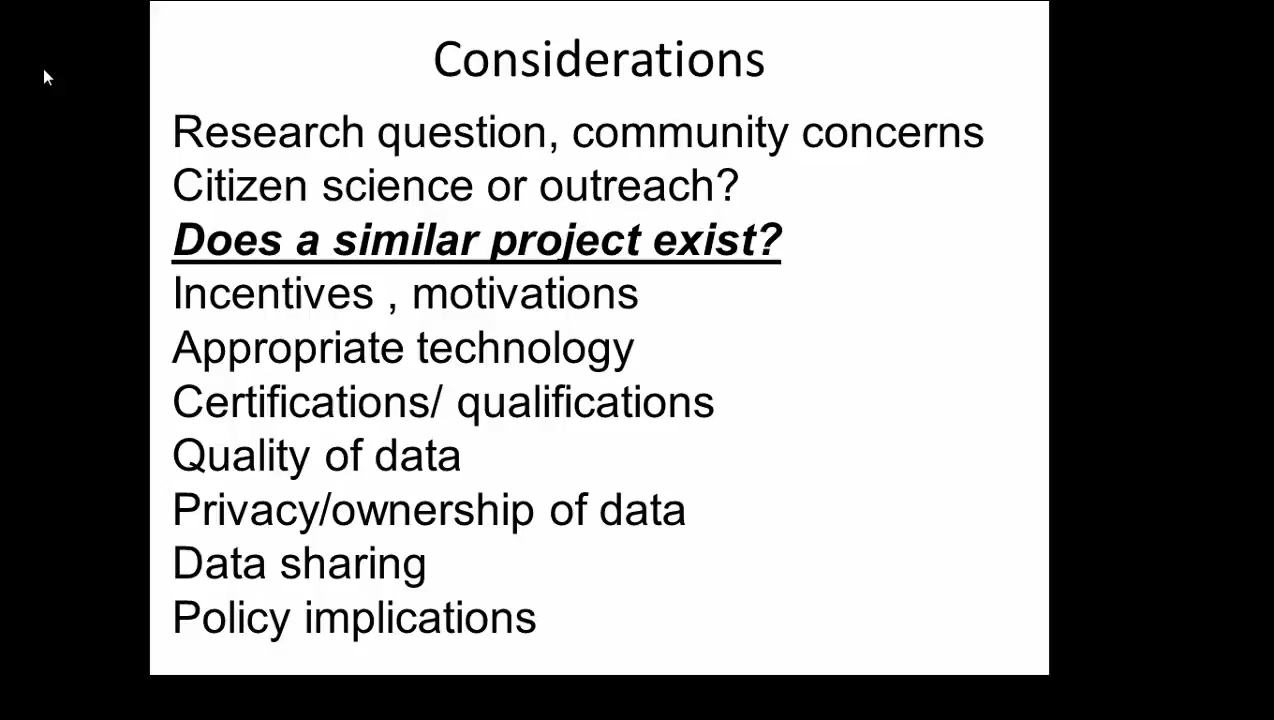 Considerations
Research question, community concerns
Citizen science or outreach?
Does a similar project exist?
Incentives , motivations
Appropriate technology
Certifications/ qualifications
Quality of data
Privacy/ownership of data
Data sharing
Policy implications